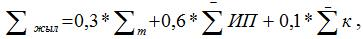 ∑ жыл =0,3* ∑ т +0,6* ∑̄ ИП + 0,1* ∑̄ к ,